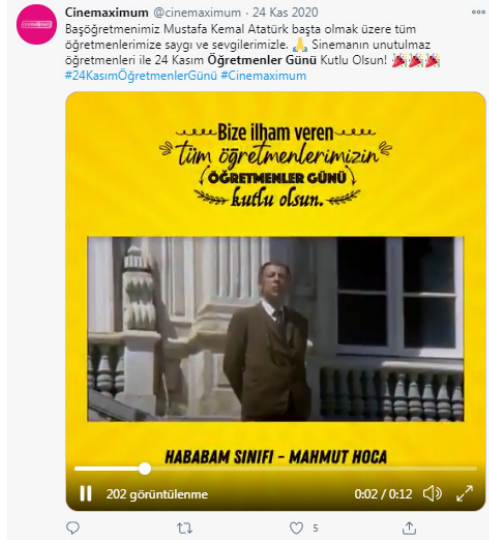 Cinemaximum @cinemaximum · 24 Kas 2020
Başöğretmenimiz Mustafa Kemal Atatürk başta olmak üzere tüm
öğretmenlerimize saygı ve sevgilerimizle. 🙏 Sinemanın unutulmaz
öğretmenleri ile 24 Kasım Öğretmenler Günü Kutlu Olsun! 🎉🎉🎉
#24KasımÖğretmenlerGünü #Cinemaximum
Bize ilham veren
tüm öğretmenlerimizin
ÖĞRETMENLER GÜNÜ
kutlu olsun.
HABABAM SINIFI - MAHMUT HOCA
202 görüntülenme
0:02 / 0:12
5